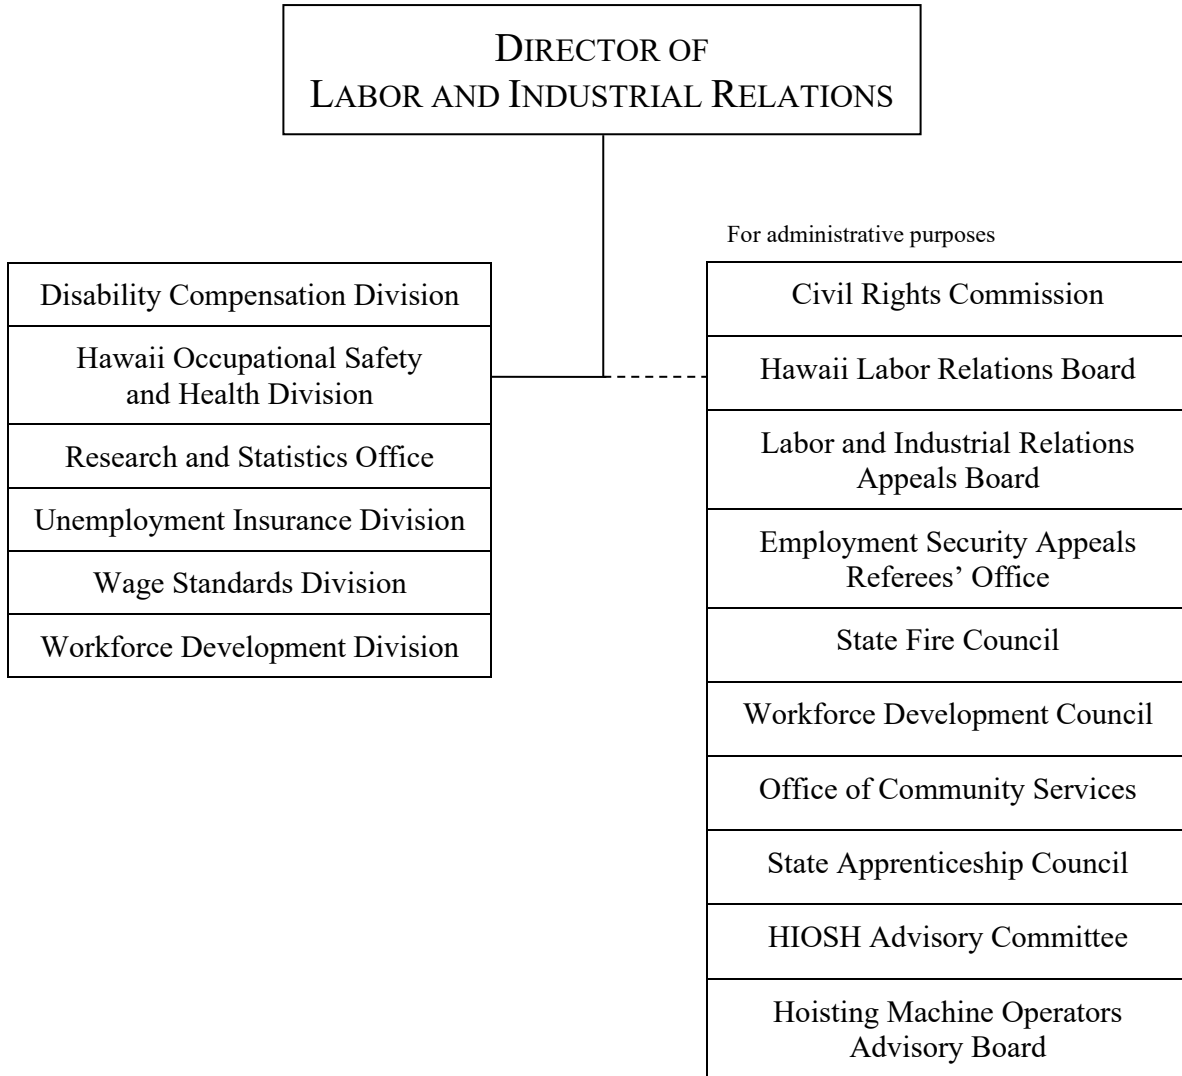 DIRECTOR OF
LABOR AND INDUSTRIAL RELATIONS
For administrative purposes
Disability Compensation Division
Hawaii Occupational Safety
and Health Division
Research and Statistics Office
Unemployment Insurance Division
Wage Standards Division
Workforce Development Division
Civil Rights Commission
Hawaii Labor Relations Board
Labor and Industrial Relations
Appeals Board
Employment Security Appeals
Referees’ Office
State Fire Council
Workforce Development Council
Office of Community Services
State Apprenticeship Council
HIOSH Advisory Committee
Hoisting Machine Operators
Advisory Board